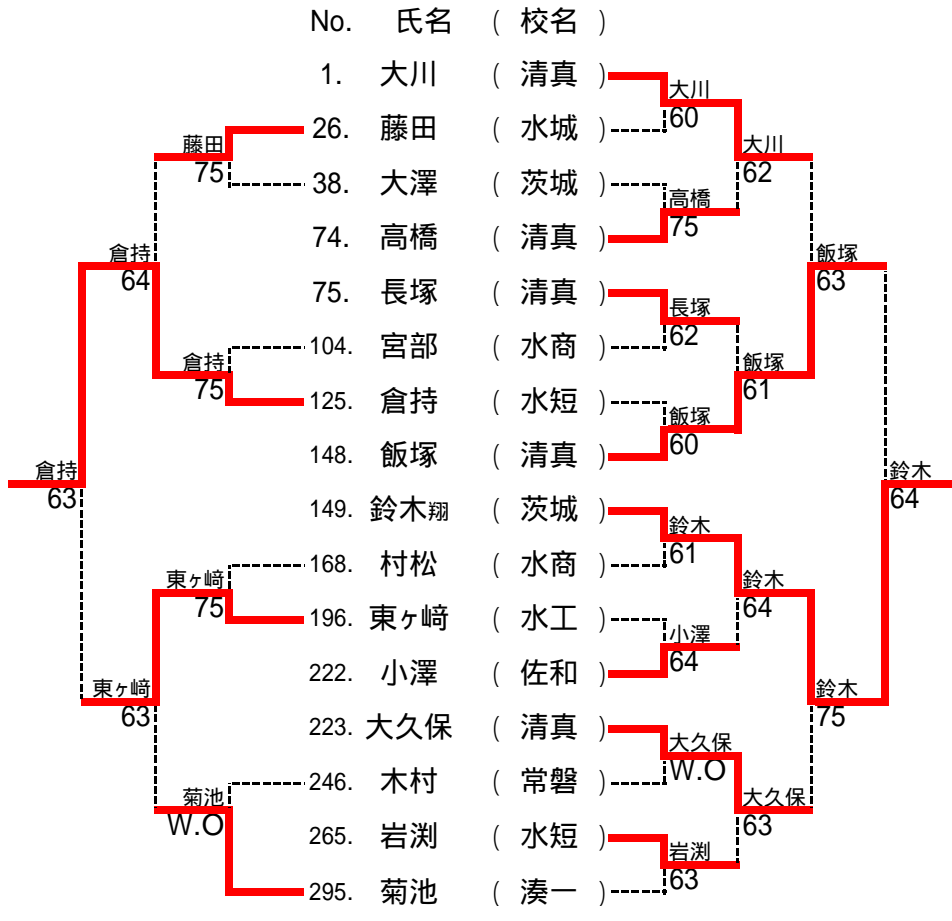 No. 氏名 ( 校名 )
1. 大川 ( 清真 )
大川
60
26. 藤田 ( 水城 )
藤田
75
大川
62
38. 大澤 ( 茨城 )
高橋
75
74. 高橋 ( 清真 )
倉持
64
飯塚
63
75. 長塚 ( 清真 )
長塚
62
104. 宮部 ( 水商 )
倉持
75
飯塚
61
125. 倉持 ( 水短 )
飯塚
60
148. 飯塚 ( 清真 )
倉持
63
鈴木
64
149. 鈴木翔 ( 茨城 )
鈴木
61
168. 村松 ( 水商 )
東ヶ﨑
75
鈴木
64
196. 東ヶ﨑 ( 水工 )
小澤
64
222. 小澤 ( 佐和 )
東ヶ﨑
63
鈴木
75
223. 大久保 ( 清真 )
大久保
W.O
246. 木村 ( 常磐 )
菊池
W.O
大久保
63
265. 岩渕 ( 水短 )
岩渕
63
295. 菊池 ( 湊一 )